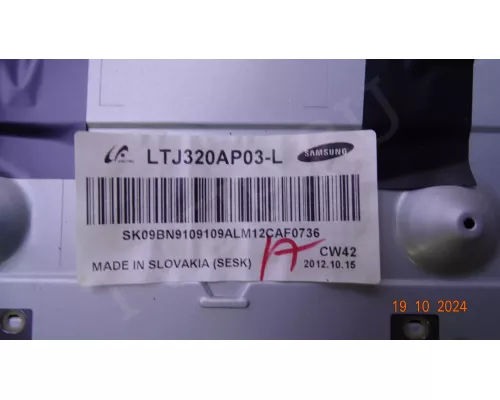 LTJ320AP03-L
SAMSUNG
SK09BN9109109ALM12CAF0736
CW42
MADE IN SLOVAKIA (SESK)
2012.10.15
19 10 2024